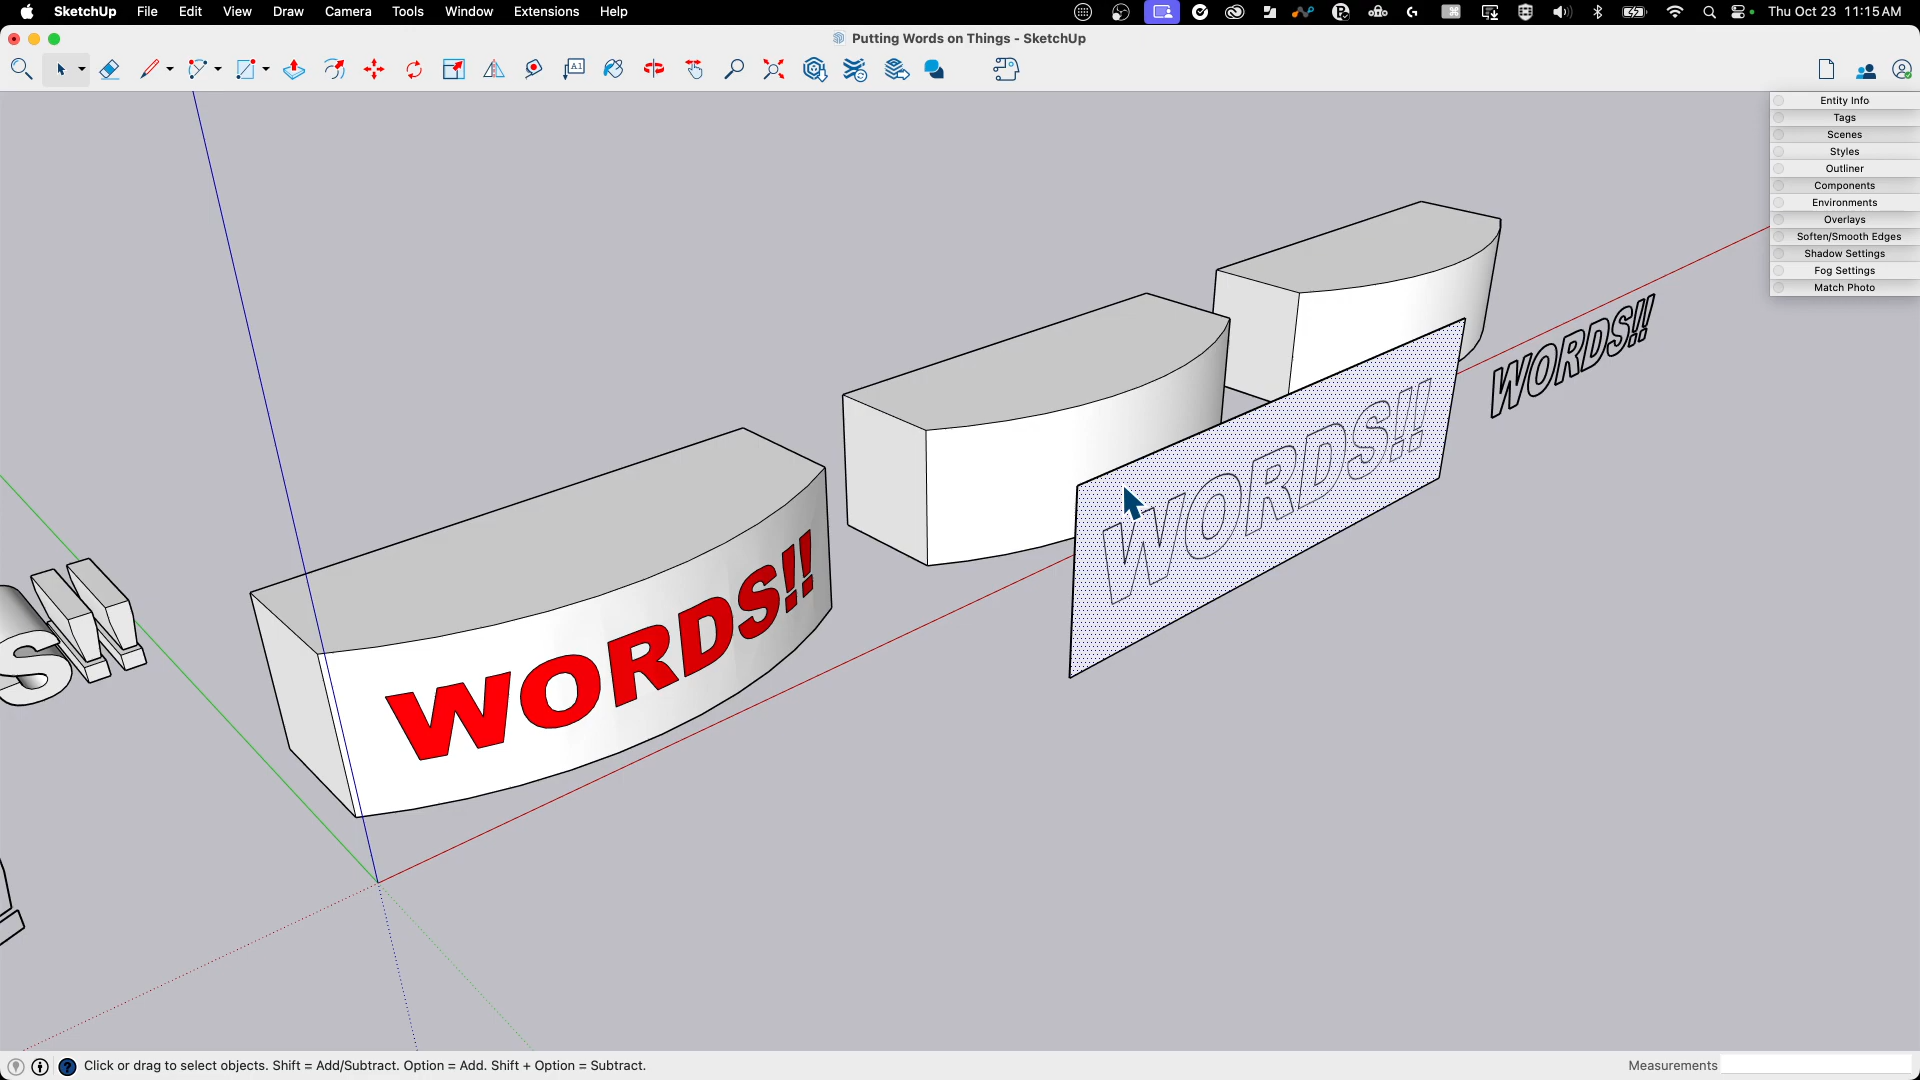 SketchUp File Edit View Draw Camera Tools Window Extensions Help
Thu Oct 23 11:15 AM
Putting Words on Things - SketchUp
A1
Entity Info
Tags
Scenes
Styles
Outliner
Components
Environments
Overlays
Soften/Smooth Edges
Shadow Settings
Fog Settings
Match Photo
WORDS!!
WORDS!!
WORDS!!
S!!
Click or drag to select objects. Shift = Add/Subtract. Option = Add. Shift + Option = Subtract.
Measurements